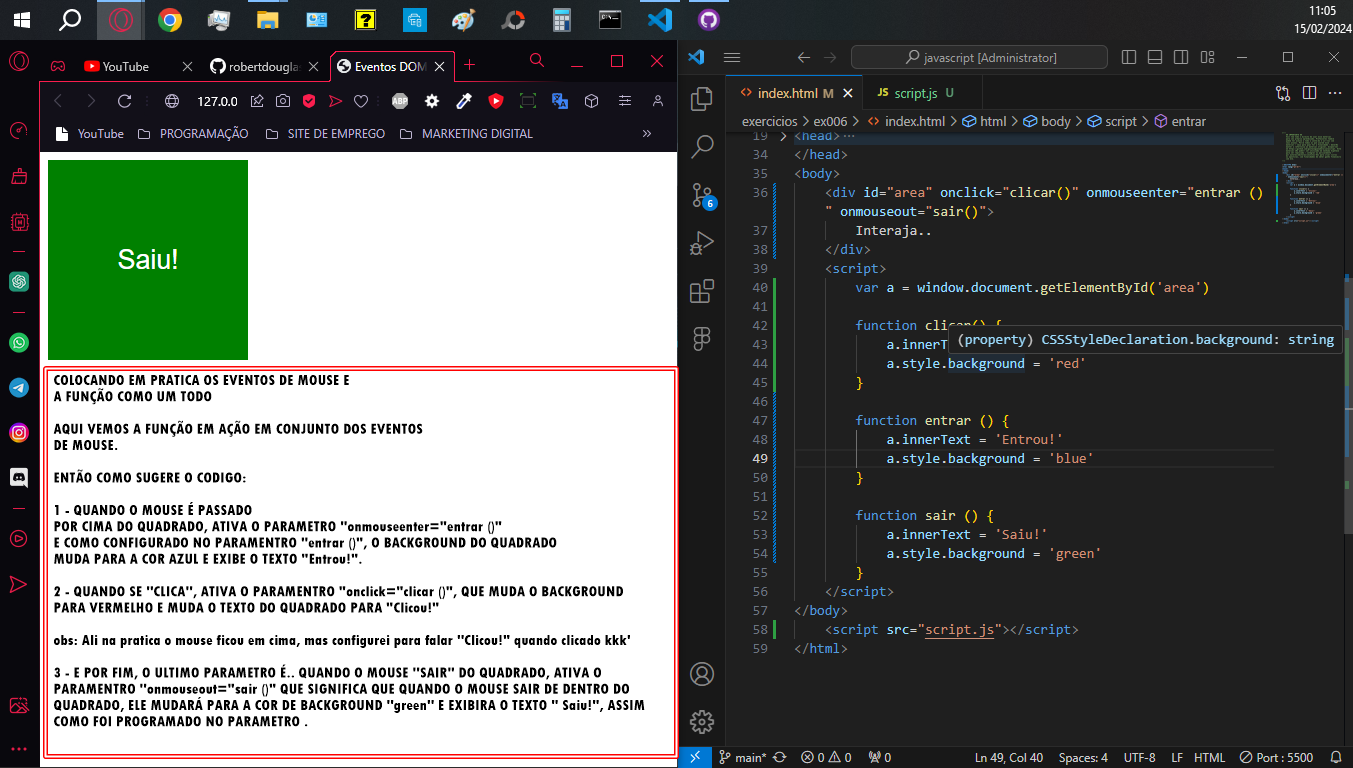 11:05
15/02/2024
YouTube
robertdougla
Eventos DOM
127.0.0
ABP
YouTube
PROGRAMAÇÃO
SITE DE EMPREGO
MARKETING DIGITAL
»
Saiu!
COLOCANDO EM PRATICA OS EVENTOS DE MOUSE E
A FUNÇÃO COMO UM TODO
AQUI VEMOS A FUNÇÃO EM AÇÃO EM CONJUNTO DOS EVENTOS
DE MOUSE.
ENTÃO COMO SUGERE O CODIGO:
1 - QUANDO O MOUSE É PASSADO
POR CIMA DO QUADRADO, ATIVA O PARAMETRO "onmouseenter="entrar ()"
E COMO CONFIGURADO NO PARAMENTRO "entrar ()", O BACKGROUND DO QUADRADO
MUDA PARA A COR AZUL E EXIBE O TEXTO "Entrou!".
2 - QUANDO SE "CLICA", ATIVA O PARAMENTRO "onclick="clicar ()", QUE MUDA O BACKGROUND
PARA VERMELHO E MUDA O TEXTO DO QUADRADO PARA "Clicou!"
obs: Ali na pratica o mouse ficou em cima, mas configurei para falar "Clicou!" quando clicado kkk'
3 - E POR FIM, O ULTIMO PARAMETRO É.. QUANDO O MOUSE "SAIR" DO QUADRADO, ATIVA O
PARAMENTRO "onmouseout="sair ()" QUE SIGNIFICA QUE QUANDO O MOUSE SAIR DE DENTRO DO
QUADRADO, ELE MUDARÁ PARA A COR DE BACKGROUND "green" E EXIBIRA O TEXTO " Saiu!", ASSIM
COMO FOI PROGRAMADO NO PARAMETRO .
javascript [Administrator]
index.html M
JS script.js U
exercicios > ex006 > index.html > html > body > script > entrar
6
19 <head>···
34 </head>
35 <body>
36 <div id="area" onclick="clicar()" onmouseenter="entrar ()
" onmouseout="sair()">
37 Interaja..
38 </div>
39 <script>
40 var a = window.document.getElementById('area')
41
42 function clicar() {
43 a.innerT
(property) CSSStyleDeclaration.background: string
44 a.style.background = 'red'
45 }
46
47 function entrar () {
48 a.innerText = 'Entrou!'
49 a.style.background = 'blue'
50 }
51
52 function sair () {
53 a.innerText = 'Saiu!'
54 a.style.background = 'green'
55 }
56 </script>
57 </body>
58 <script src="script.js"></script>
59 </html>
main*
0
0
0
Ln 49, Col 40
Spaces: 4
UTF-8
LF
HTML
Port : 5500